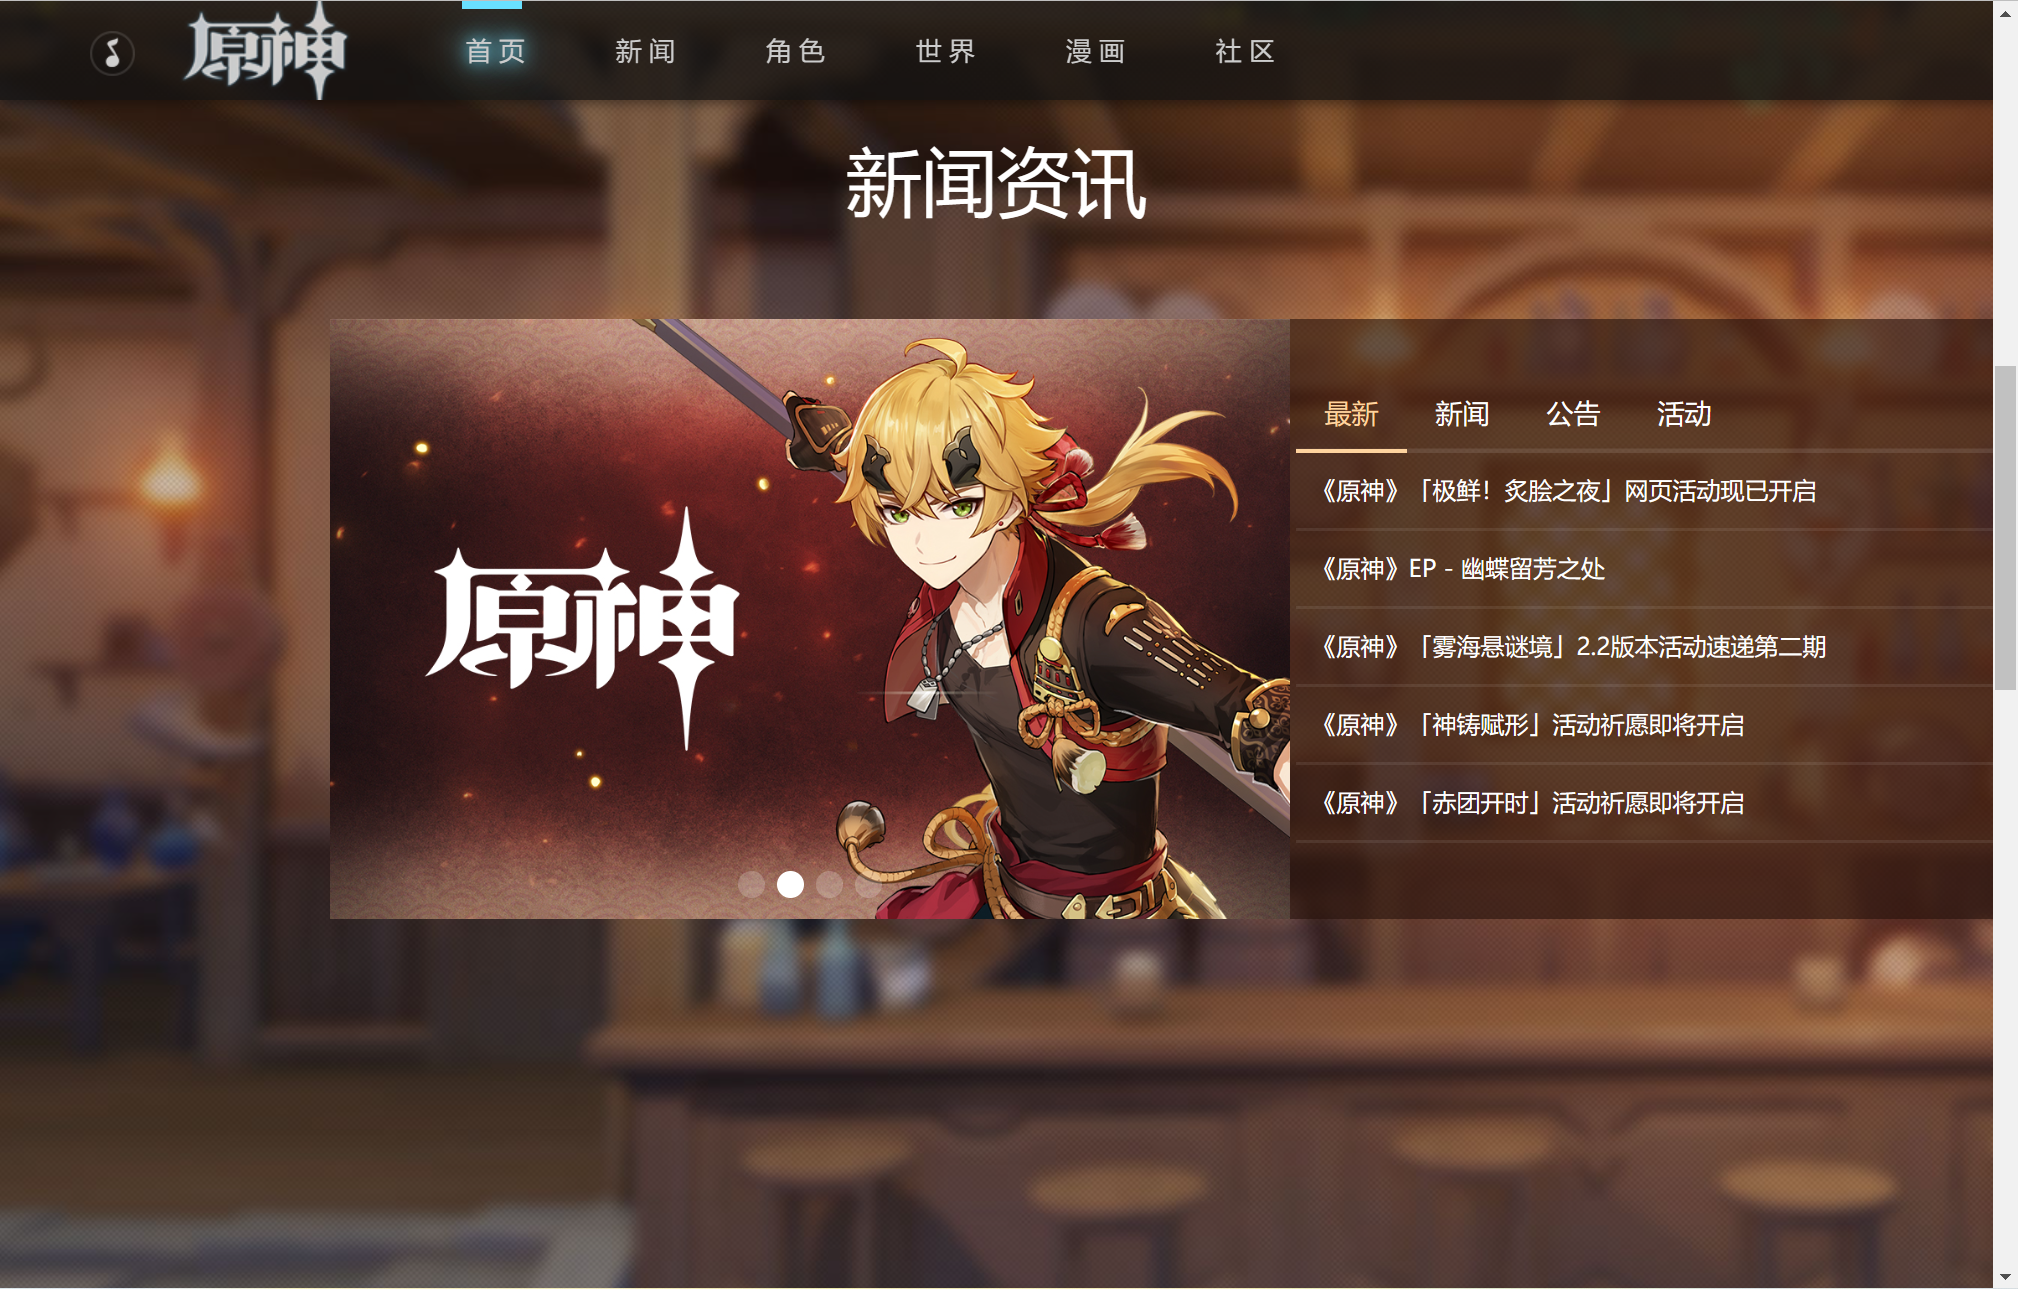 原神
首页 新闻 角色 世界 漫画 社区
新闻资讯
原神
最新 新闻 公告 活动
《原神》「极鲜！炙脍之夜」网页活动现已开启
《原神》EP - 幽蝶留芳之处
《原神》「雾海悬谜境」2.2版本活动速递第二期
《原神》「神铸赋形」活动祈愿即将开启
《原神》「赤团开时」活动祈愿即将开启